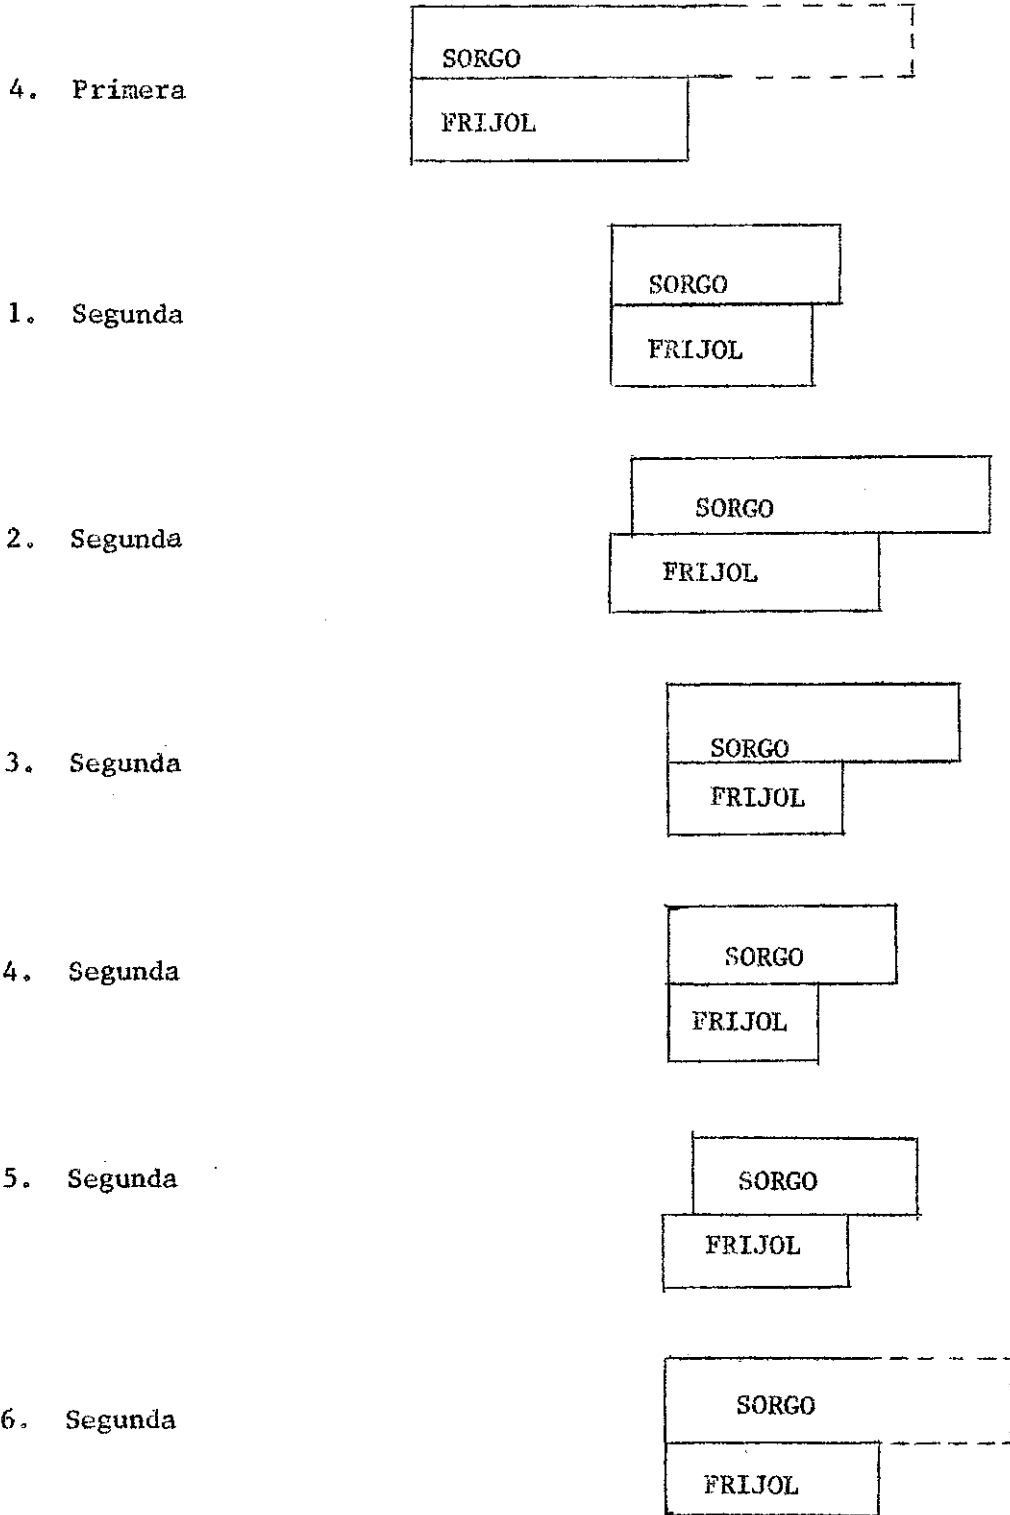 SORGO
4. Primera
FRIJOL
SORGO
1. Segunda
FRIJOL
SORGO
2. Segunda
FRIJOL
SORGO
3. Segunda
FRIJOL
SORGO
4. Segunda
FRIJOL
SORGO
5. Segunda
FRIJOL
SORGO
6. Segunda
FRIJOL